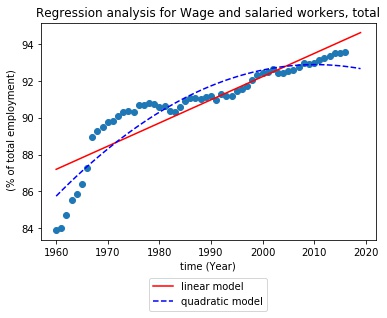 Regression analysis for Wage and salaried workers, total
(% of total employment)
94
92
90
88
86
84
1960 1970 1980 1990 2000 2010 2020
time (Year)
linear model
quadratic model